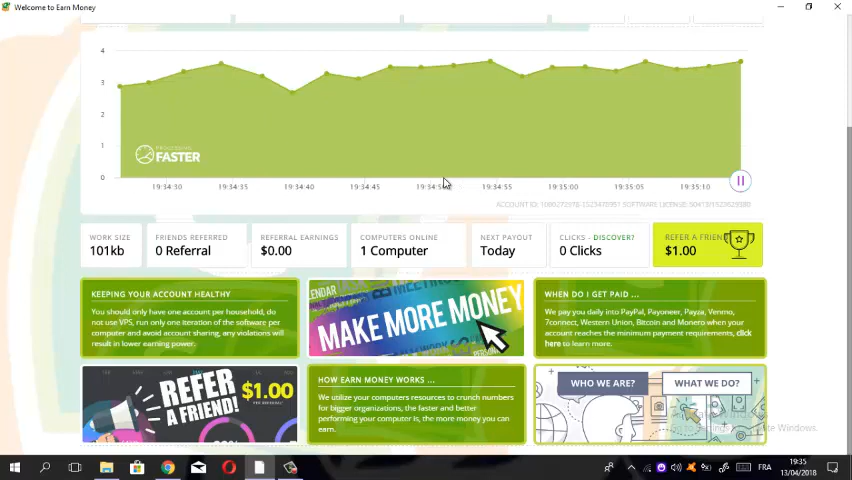 Welcome to Earn Money
4
3
2
1
0
PROCESSING
FASTER
19:34:30 19:34:35 19:34:40 19:34:45 19:34:50 19:34:55 19:35:00 19:35:05 19:35:10
WORK SIZE
101kb
FRIENDS REFERRED
0 Referral
REFERRAL EARNINGS
$0.00
COMPUTERS ONLINE
1 Computer
NEXT PAYOUT
Today
CLICKS - DISCOVER?
0 Clicks
REFER A FRIEND
$1.00
KEEPING YOUR ACCOUNT HEALTHY
You should only have one account per household, do
not use VPS, run only one iteration of the software per
computer and avoid account sharing, any violations will
result in lower earning power.
MAKE MORE MONEY
WHEN DO I GET PAID ...
We pay you daily into PayPal, Payoneer, Payza, Venmo,
7connect, Western Union, Bitcoin and Monero when your
account reaches the minimum payment requirements, click
here to learn more.
REFER
A FRIEND!
$1.00
HOW EARN MONEY WORKS ...
We utilize your computers resources to crunch numbers
for bigger organizations, the faster and better
performing your computer is, the more money you can
earn.
WHO WE ARE?
WHAT WE DO?
FRA
19:35
13/04/2018